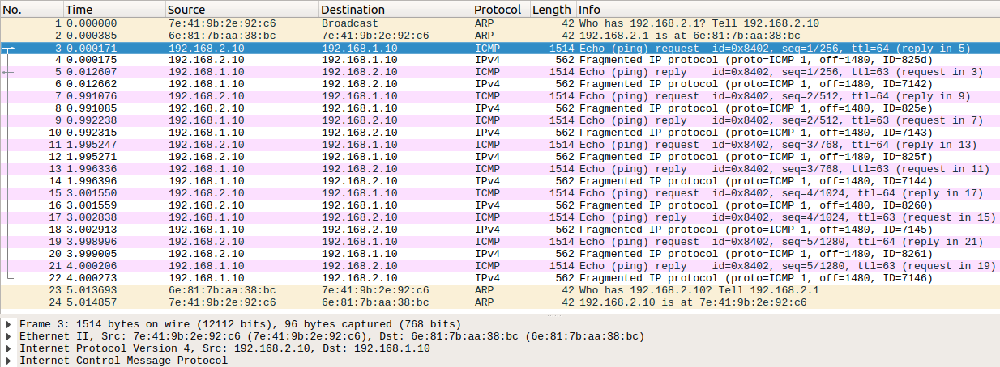 No. Time Source Destination Protocol Length Info
1 0.000000 7e:41:9b:2e:92:c6 Broadcast ARP 42 Who has 192.168.2.1? Tell 192.168.2.10
2 0.000385 6e:81:7b:aa:38:bc 7e:41:9b:2e:92:c6 ARP 42 192.168.2.1 is at 6e:81:7b:aa:38:bc
3 0.000171 192.168.2.10 192.168.1.10 ICMP 1514 Echo (ping) request id=0x8402, seq=1/256, ttl=64 (reply in 5)
4 0.000175 192.168.2.10 192.168.1.10 IPv4 562 Fragmented IP protocol (proto=ICMP 1, off=1480, ID=825d)
5 0.012607 192.168.1.10 192.168.2.10 ICMP 1514 Echo (ping) reply id=0x8402, seq=1/256, ttl=63 (request in 3)
6 0.012662 192.168.1.10 192.168.2.10 IPv4 562 Fragmented IP protocol (proto=ICMP 1, off=1480, ID=7142)
7 0.991076 192.168.2.10 192.168.1.10 ICMP 1514 Echo (ping) request id=0x8402, seq=2/512, ttl=64 (reply in 9)
8 0.991085 192.168.2.10 192.168.1.10 IPv4 562 Fragmented IP protocol (proto=ICMP 1, off=1480, ID=825e)
9 0.992238 192.168.1.10 192.168.2.10 ICMP 1514 Echo (ping) reply id=0x8402, seq=2/512, ttl=63 (request in 7)
10 0.992315 192.168.1.10 192.168.2.10 IPv4 562 Fragmented IP protocol (proto=ICMP 1, off=1480, ID=7143)
11 1.995247 192.168.2.10 192.168.1.10 ICMP 1514 Echo (ping) request id=0x8402, seq=3/768, ttl=64 (reply in 13)
12 1.995271 192.168.2.10 192.168.1.10 IPv4 562 Fragmented IP protocol (proto=ICMP 1, off=1480, ID=825f)
13 1.996336 192.168.1.10 192.168.2.10 ICMP 1514 Echo (ping) reply id=0x8402, seq=3/768, ttl=63 (request in 11)
14 1.996396 192.168.1.10 192.168.2.10 IPv4 562 Fragmented IP protocol (proto=ICMP 1, off=1480, ID=7144)
15 3.001550 192.168.2.10 192.168.1.10 ICMP 1514 Echo (ping) request id=0x8402, seq=4/1024, ttl=64 (reply in 17)
16 3.001559 192.168.2.10 192.168.1.10 IPv4 562 Fragmented IP protocol (proto=ICMP 1, off=1480, ID=8260)
17 3.002838 192.168.1.10 192.168.2.10 ICMP 1514 Echo (ping) reply id=0x8402, seq=4/1024, ttl=63 (request in 15)
18 3.002913 192.168.1.10 192.168.2.10 IPv4 562 Fragmented IP protocol (proto=ICMP 1, off=1480, ID=7145)
19 3.998996 192.168.2.10 192.168.1.10 ICMP 1514 Echo (ping) request id=0x8402, seq=5/1280, ttl=64 (reply in 21)
20 3.999005 192.168.2.10 192.168.1.10 IPv4 562 Fragmented IP protocol (proto=ICMP 1, off=1480, ID=8261)
21 4.000206 192.168.1.10 192.168.2.10 ICMP 1514 Echo (ping) reply id=0x8402, seq=5/1280, ttl=63 (request in 19)
22 4.000273 192.168.1.10 192.168.2.10 IPv4 562 Fragmented IP protocol (proto=ICMP 1, off=1480, ID=7146)
23 5.013693 6e:81:7b:aa:38:bc 7e:41:9b:2e:92:c6 ARP 42 Who has 192.168.2.10? Tell 192.168.2.1
24 5.014857 7e:41:9b:2e:92:c6 6e:81:7b:aa:38:bc ARP 42 192.168.2.10 is at 7e:41:9b:2e:92:c6
Frame 3: 1514 bytes on wire (12112 bits), 96 bytes captured (768 bits)
Ethernet II, Src: 7e:41:9b:2e:92:c6 (7e:41:9b:2e:92:c6), Dst: 6e:81:7b:aa:38:bc (6e:81:7b:aa:38:bc)
Internet Protocol Version 4, Src: 192.168.2.10, Dst: 192.168.1.10
Internet Control Message Protocol